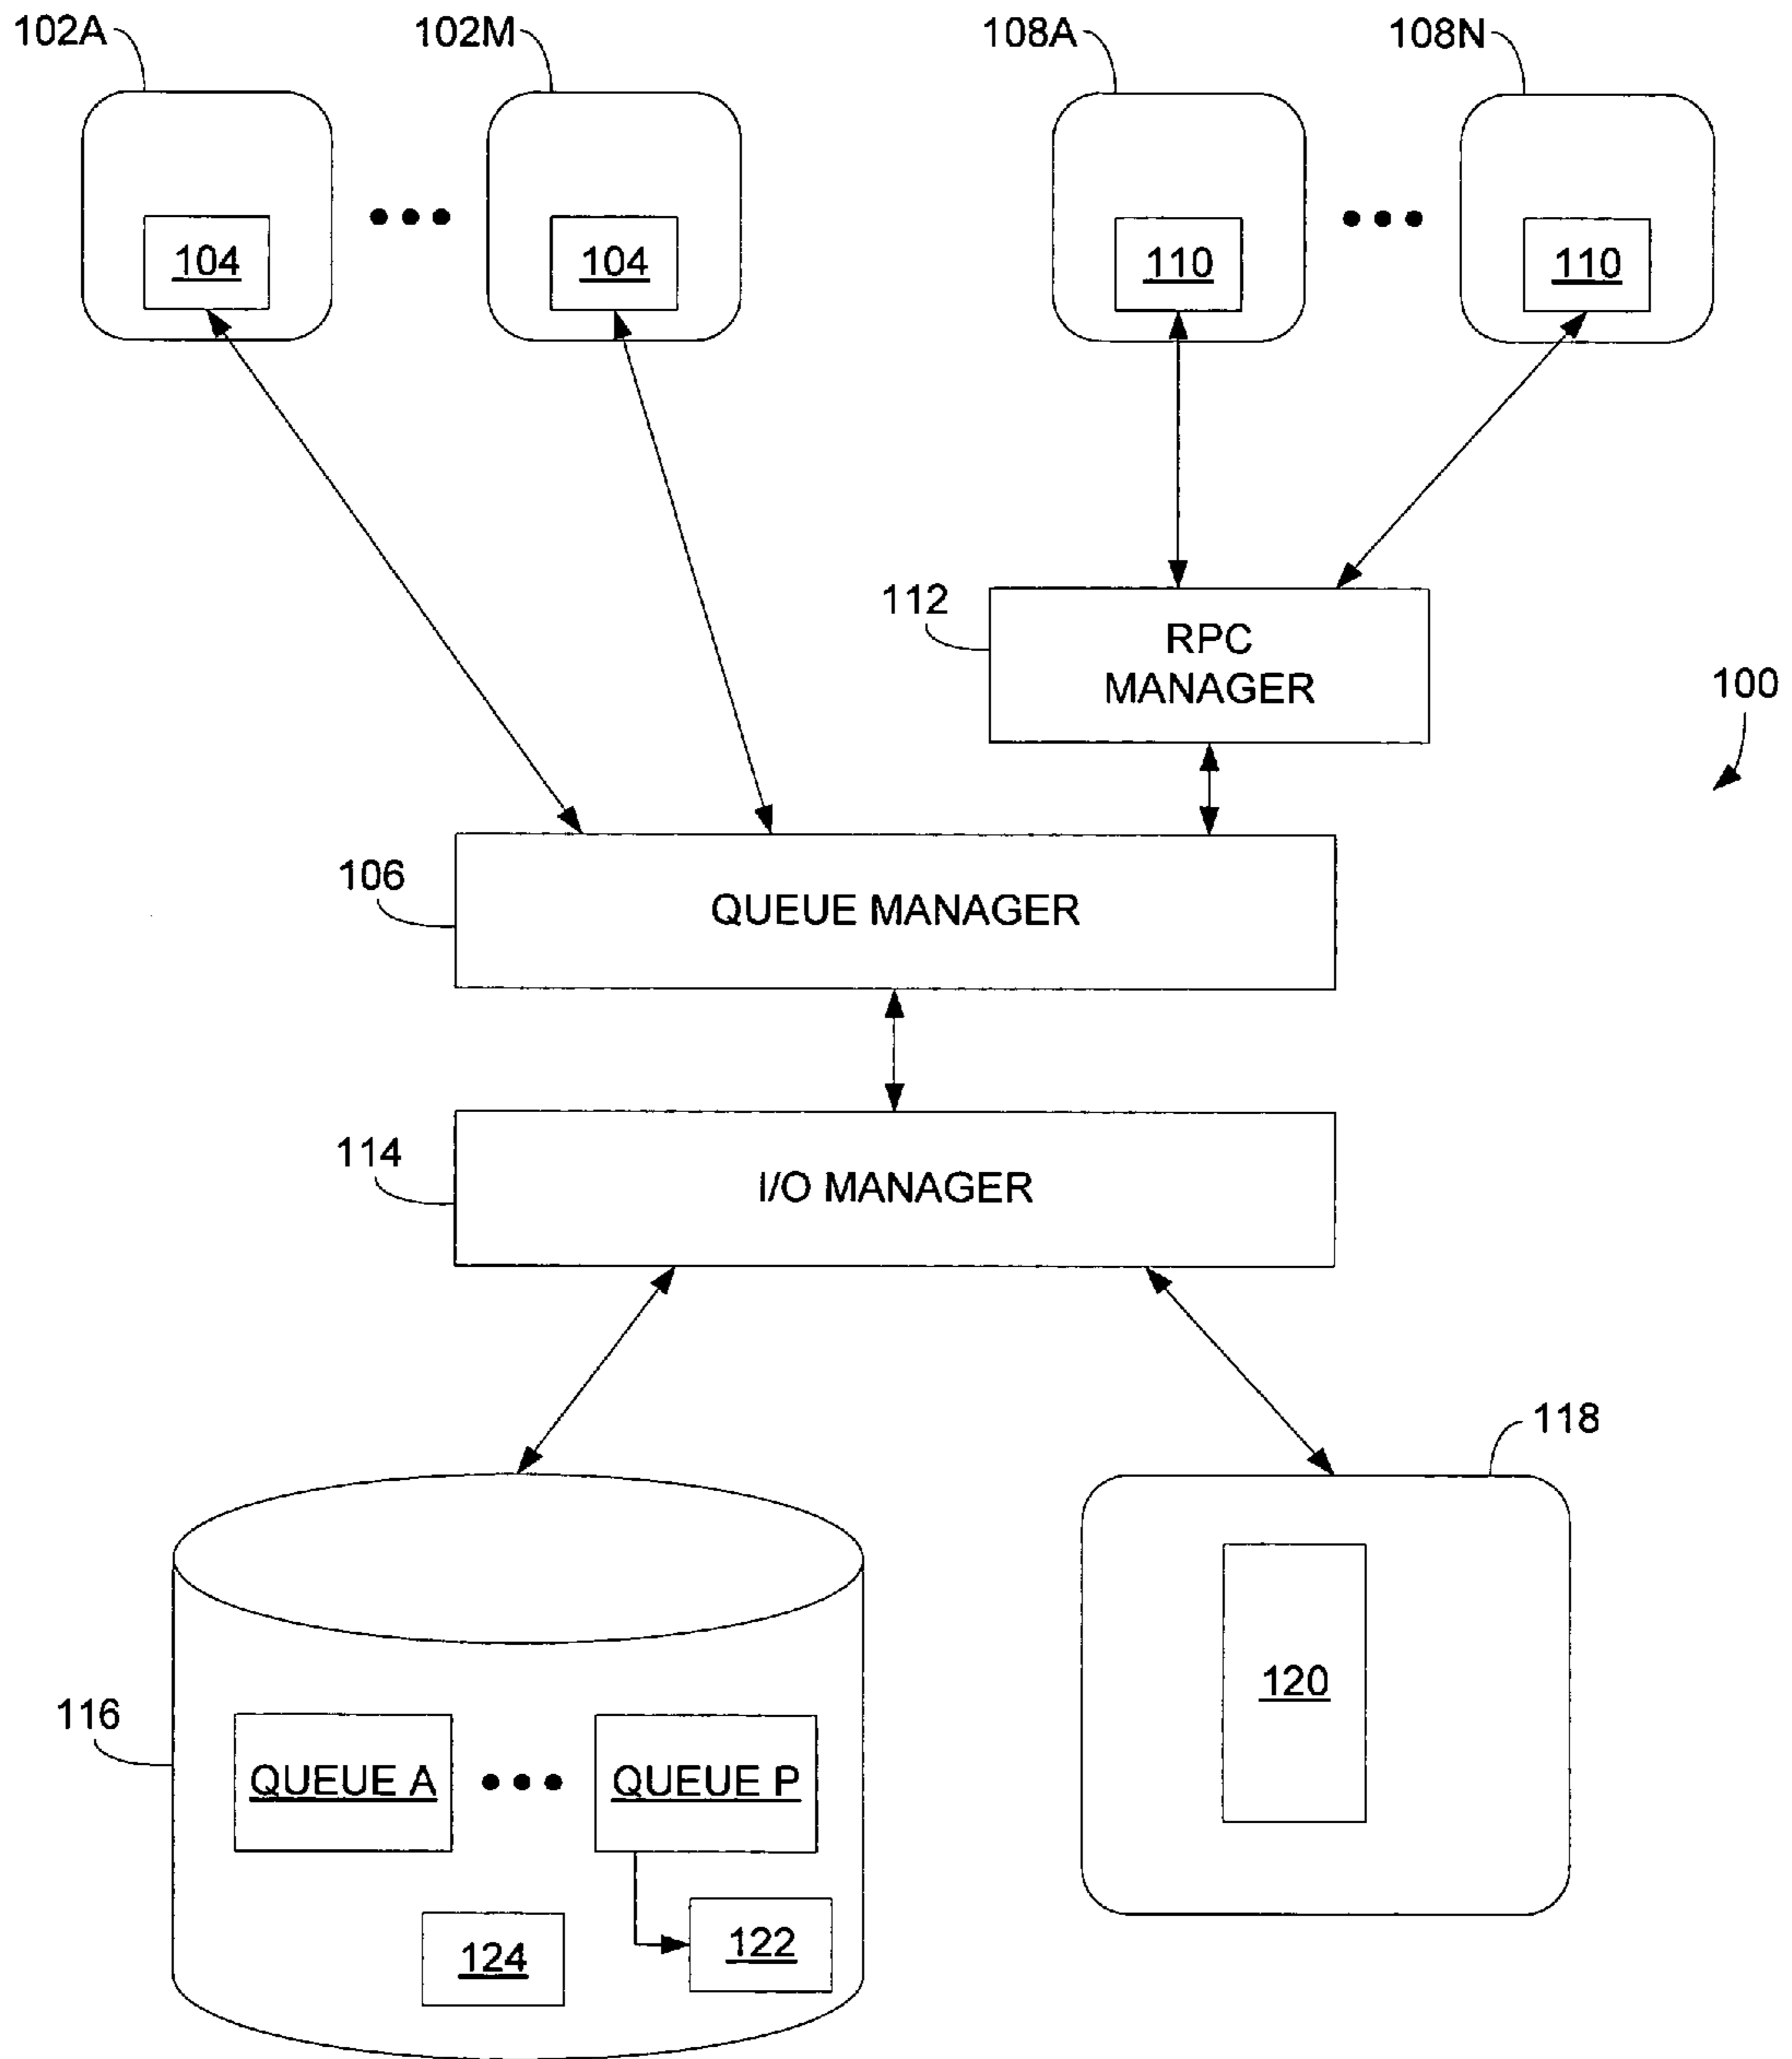 102A
102M
108A
108N
104
104
110
110
112
RPC
MANAGER
100
106
QUEUE MANAGER
114
I/O MANAGER
118
120
116
QUEUE A
QUEUE P
124
122